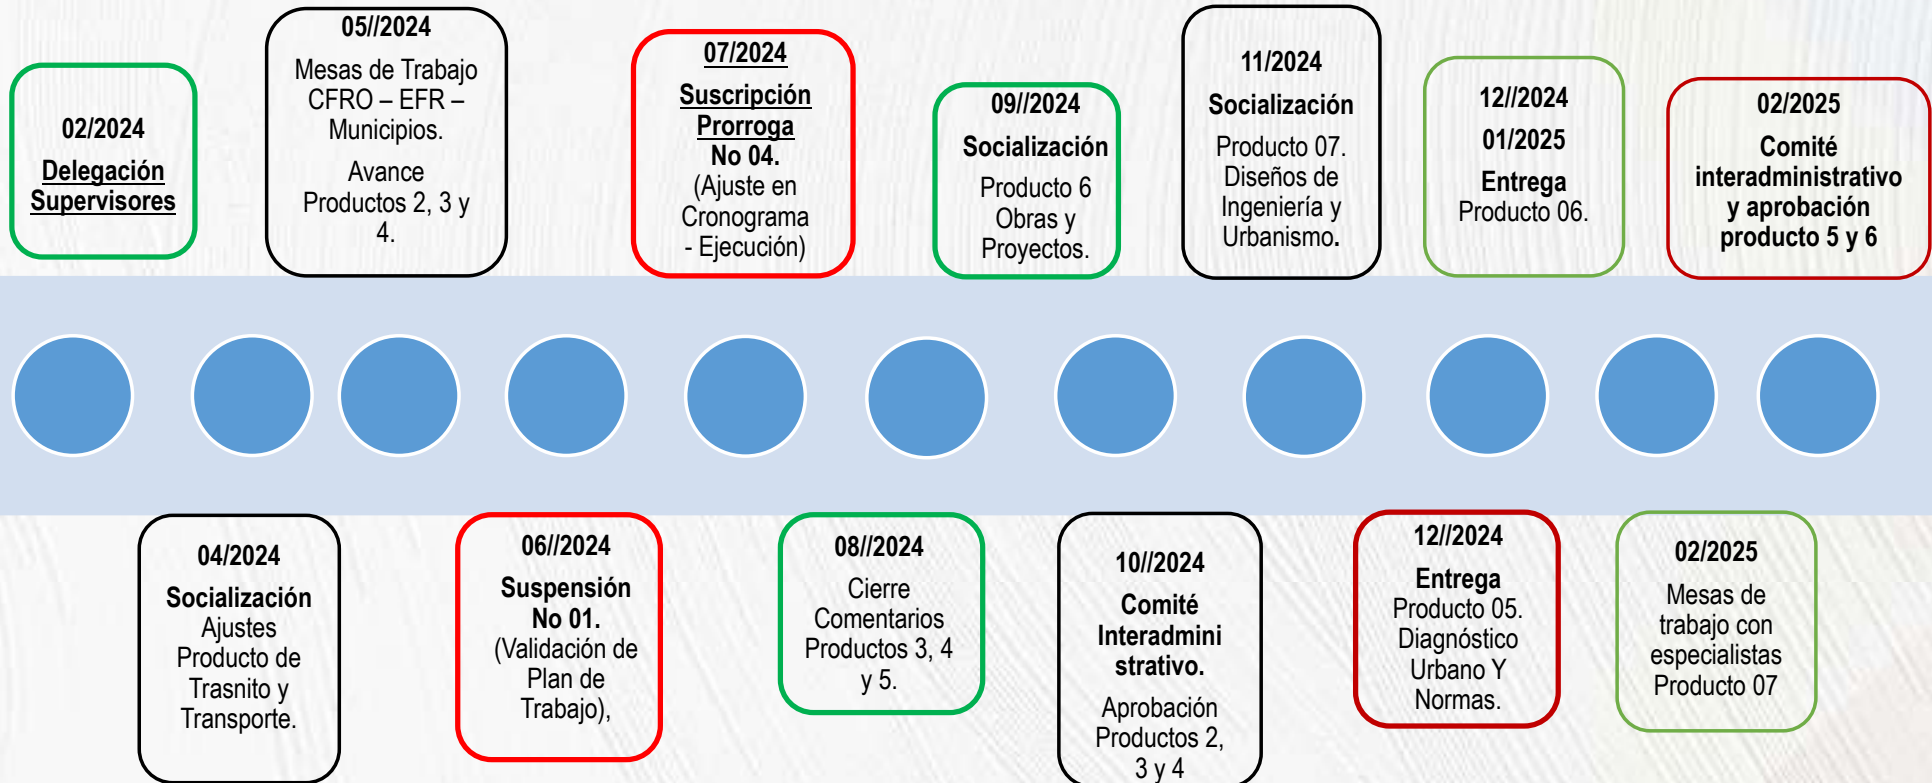 02/2024
Delegación
Supervisores
05//2024
Mesas de Trabajo
CFRO – EFR –
Municipios.
Avance
Productos 2, 3 y
4.
07/2024
Suscripción
Prorroga
No 04.
(Ajuste en
Cronograma
- Ejecución)
09//2024
Socialización
Producto 6
Obras y
Proyectos.
11/2024
Socialización
Producto 07.
Diseños de
Ingeniería y
Urbanismo.
12//2024
01/2025
Entrega
Producto 06.
02/2025
Comité
interadministrativo
y aprobación
producto 5 y 6
04/2024
Socialización
Ajustes
Producto de
Trasnito y
Transporte.
06//2024
Suspensión
No 01.
(Validación de
Plan de
Trabajo),
08//2024
Cierre
Comentarios
Productos 3, 4
y 5.
10//2024
Comité
Interadmini
strativo.
Aprobación
Productos 2,
3 y 4
12//2024
Entrega
Producto 05.
Diagnóstico
Urbano Y
Normas.
02/2025
Mesas de
trabajo con
especialistas
Producto 07